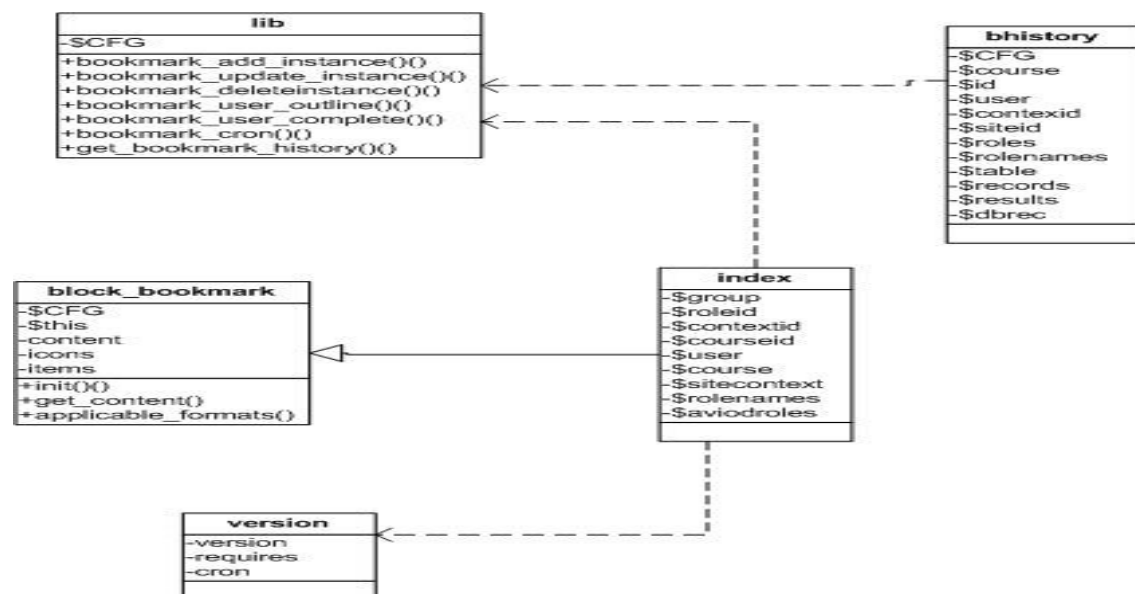 lib
-$CFG
+bookmark_add_instance()()
+bookmark_update_instance()()
+bookmark_deleteinstance()()
+bookmark_user_outline()()
+bookmark_user_complete()()
+bookmark_cron()()
+get_bookmark_history()()
bhistory
-$CFG
-$course
-$id
-$user
-$contexid
-$siteid
-$roles
-$rolenames
-$table
-$records
-$results
-$dbrec
block_bookmark
-$CFG
-$this
-content
-icons
-items
+init()()
+get_content()
+applicable_formats()
index
-$group
-$roleid
-$contextid
-$courseid
-$user
-$course
-$sitecontext
-$rolenames
-$aviodroles
version
-version
-requires
-cron